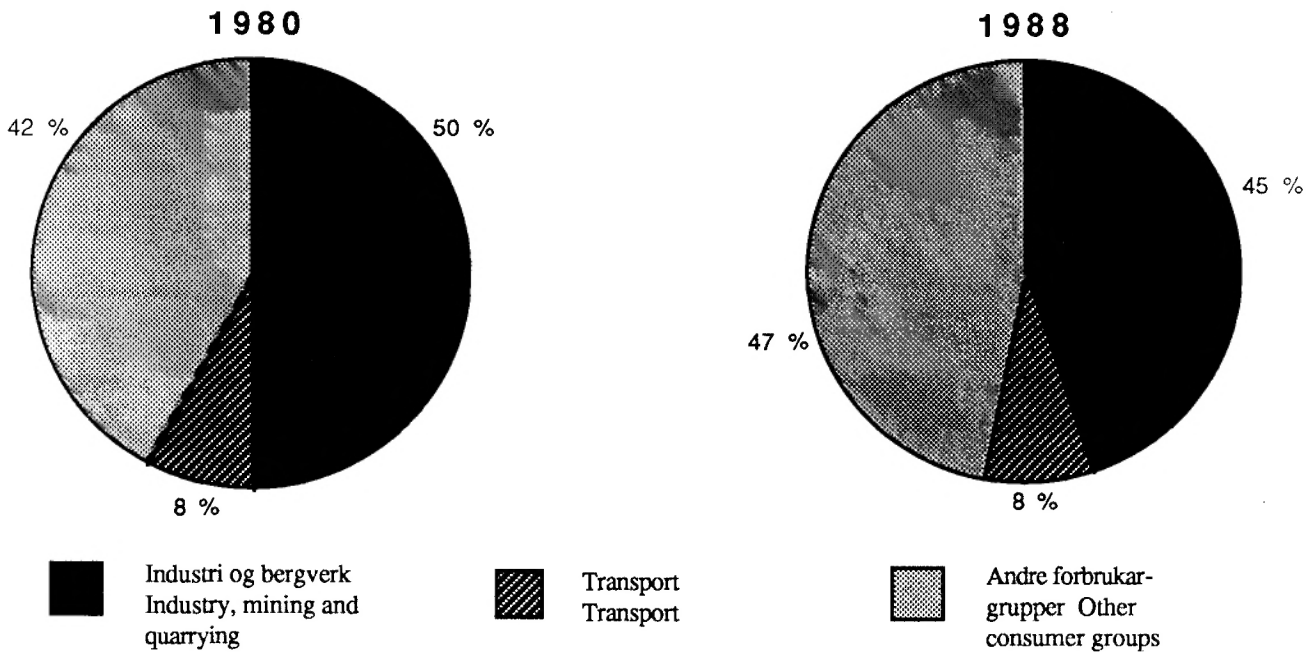 1980
1988
42 %
50 %
45 %
47 %
8 %
8 %
Industri og bergverk
Industry, mining and
quarrying
Transport
Transport
Andre forbrukar-
grupper Other
consumer groups